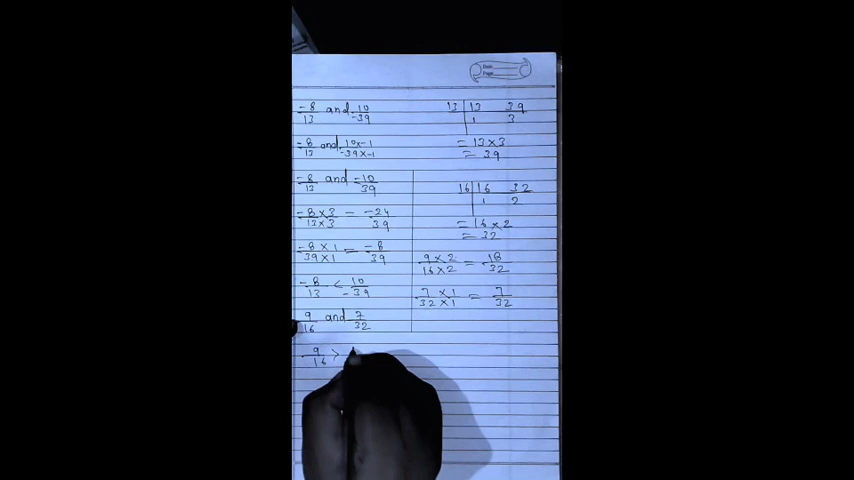 Date
Page
-8/13 and 10/-39
-8/13 and 10×-1/-39×-1
-8/13 and -10/39
-8×3/13×3 = -24/39
-8×1/39×1 = -8/39
-8/13 < 10/-39
9/16 and 7/32
9/16 >
13 | 13 39
1 3
= 13×3
= 39
16 | 16 32
1 2
= 16×2
= 32
9×2/16×2 = 18/32
7×1/32×1 = 7/32